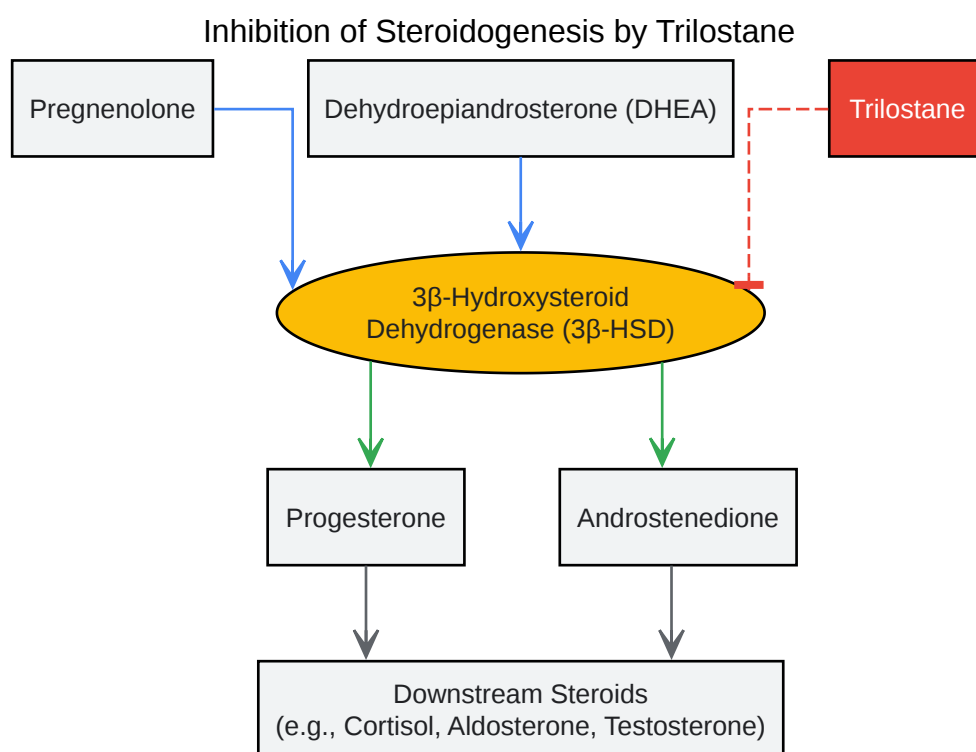 Inhibition of Steroidogenesis by Trilostane
Pregnenolone
Dehydroepiandrosterone (DHEA)
Trilostane
3β-Hydroxysteroid
Dehydrogenase (3β-HSD)
Progesterone
Androstenedione
Downstream Steroids
(e.g., Cortisol, Aldosterone, Testosterone)